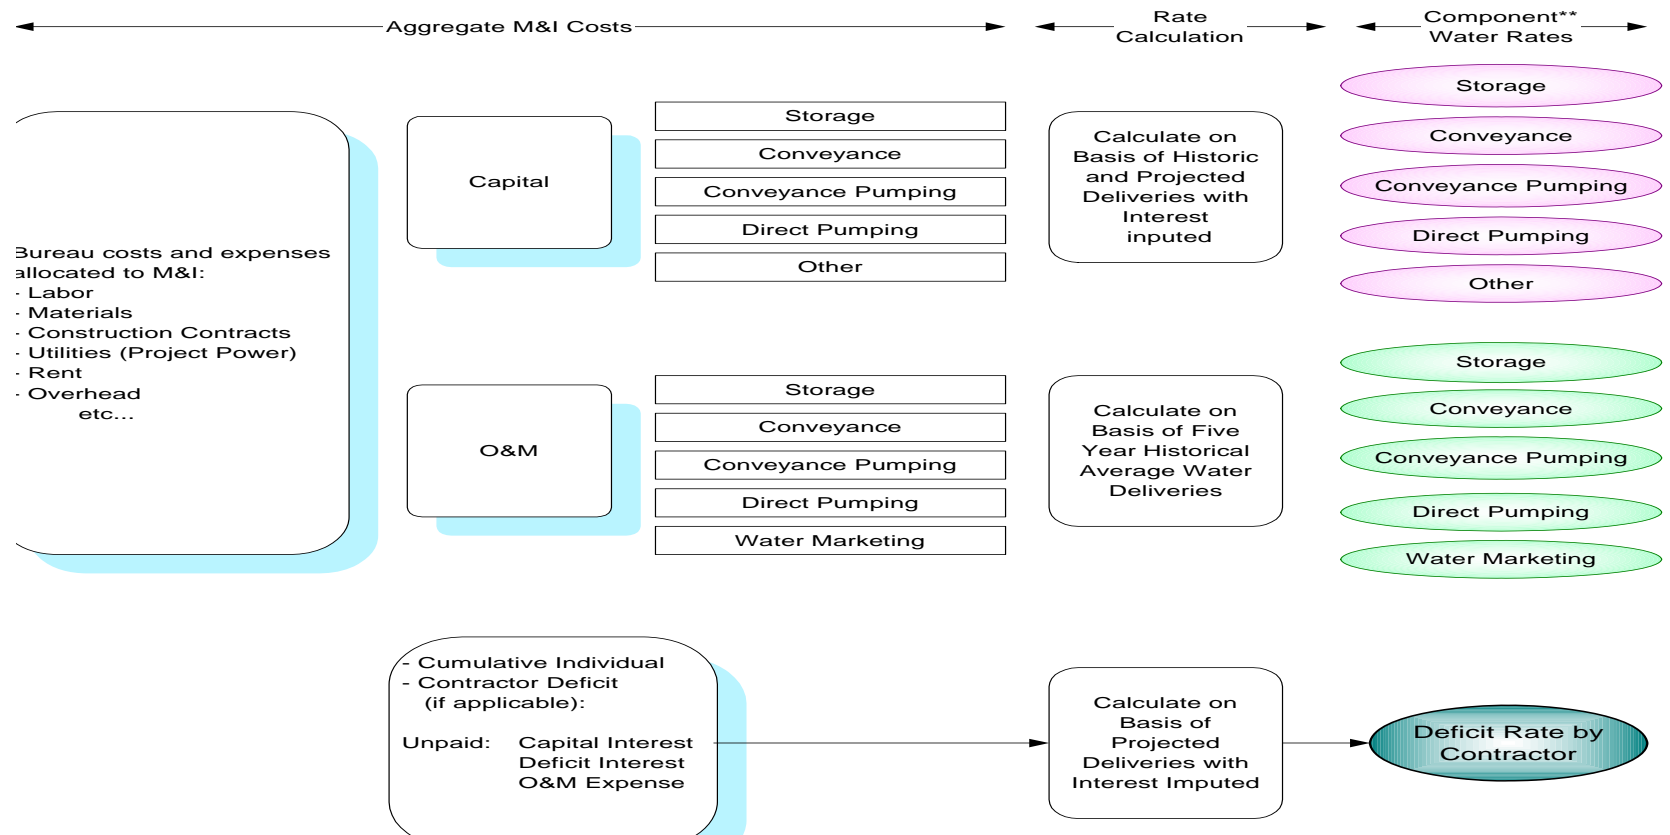 Aggregate M&I Costs
Rate
Calculation
Component**
Water Rates
Bureau costs and expenses
allocated to M&I:
- Labor
- Materials
- Construction Contracts
- Utilities (Project Power)
- Rent
- Overhead
etc...
Capital
Storage
Conveyance
Conveyance Pumping
Direct Pumping
Other
Calculate on
Basis of Historic
and Projected
Deliveries with
Interest
inputed
Storage
Conveyance
Conveyance Pumping
Direct Pumping
Other
O&M
Storage
Conveyance
Conveyance Pumping
Direct Pumping
Water Marketing
Calculate on
Basis of Five
Year Historical
Average Water
Deliveries
Storage
Conveyance
Conveyance Pumping
Direct Pumping
Water Marketing
- Cumulative Individual
- Contractor Deficit
(if applicable):
Unpaid: Capital Interest
Deficit Interest
O&M Expense
Calculate on
Basis of
Projected
Deliveries with
Interest Imputed
Deficit Rate by
Contractor